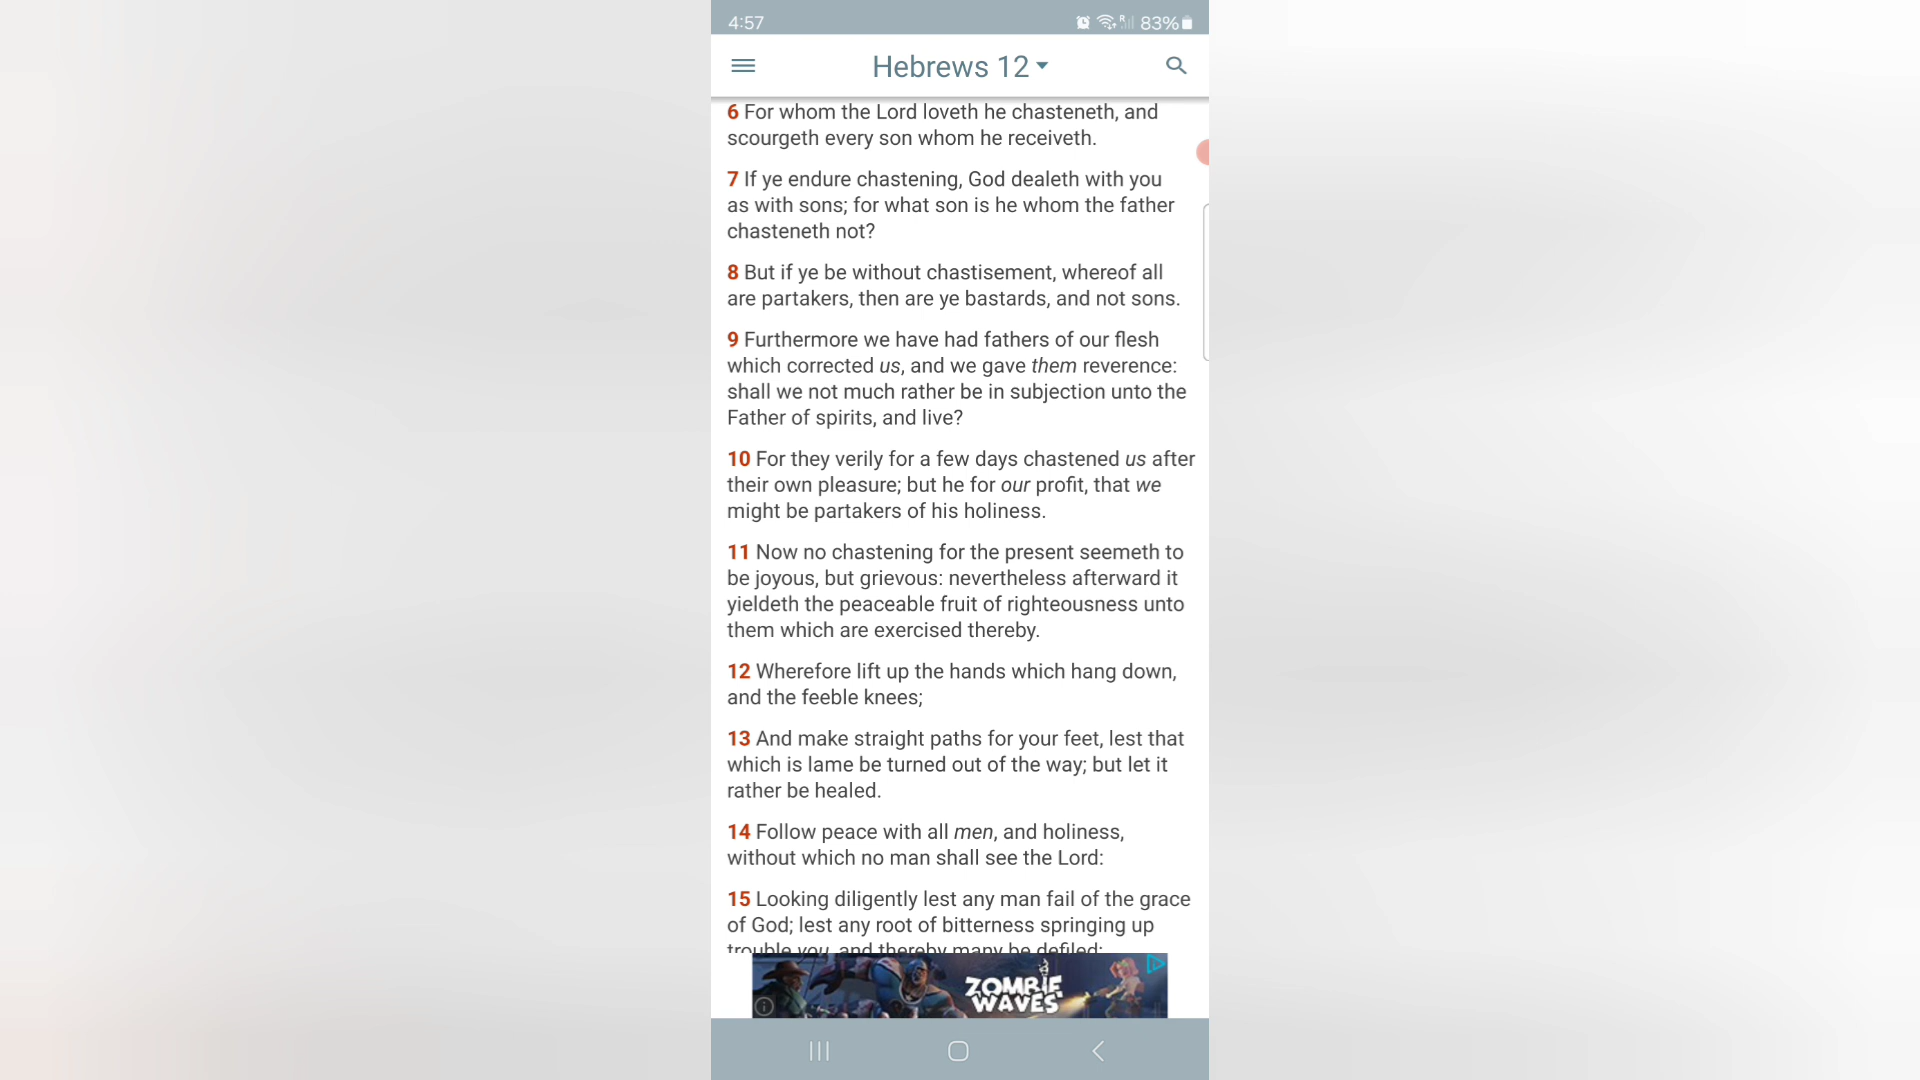 4:57
R
83%
Hebrews 12
6 For whom the Lord loveth he chasteneth, and
scourgeth every son whom he receiveth.
7 If ye endure chastening, God dealeth with you
as with sons; for what son is he whom the father
chasteneth not?
8 But if ye be without chastisement, whereof all
are partakers, then are ye bastards, and not sons.
9 Furthermore we have had fathers of our flesh
which corrected us, and we gave them reverence:
shall we not much rather be in subjection unto the
Father of spirits, and live?
10 For they verily for a few days chastened us after
their own pleasure; but he for our profit, that we
might be partakers of his holiness.
11 Now no chastening for the present seemeth to
be joyous, but grievous: nevertheless afterward it
yieldeth the peaceable fruit of righteousness unto
them which are exercised thereby.
12 Wherefore lift up the hands which hang down,
and the feeble knees;
13 And make straight paths for your feet, lest that
which is lame be turned out of the way; but let it
rather be healed.
14 Follow peace with all men, and holiness,
without which no man shall see the Lord:
15 Looking diligently lest any man fail of the grace
of God; lest any root of bitterness springing up
trouble you, and thereby many be defiled;
ZOMBIE
WAVES